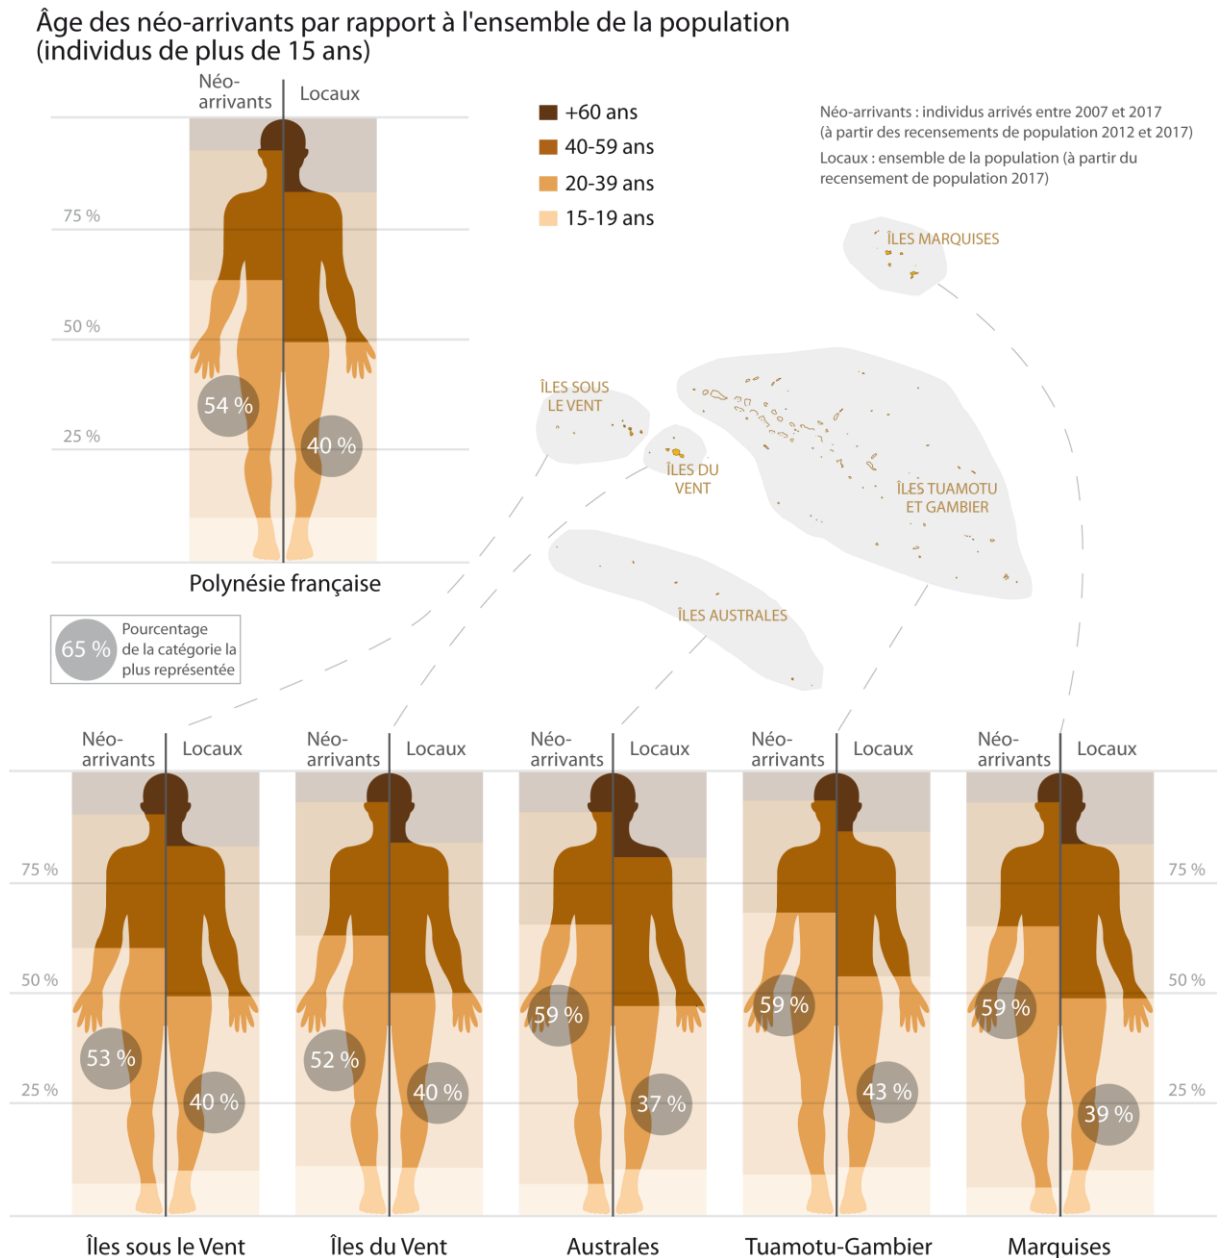 Âge des néo-arrivants par rapport à l'ensemble de la population
(individus de plus de 15 ans)
Néo-
arrivants
Locaux
+60 ans
40-59 ans
20-39 ans
15-19 ans
Néo-arrivants : individus arrivés entre 2007 et 2017
(à partir des recensements de population 2012 et 2017)
Locaux : ensemble de la population (à partir du
recensement de population 2017)
75 %
50 %
25 %
54 %
40 %
Polynésie française
ÎLES MARQUISES
ÎLES SOUS
LE VENT
ÎLES DU
VENT
ÎLES TUAMOTU
ET GAMBIER
ÎLES AUSTRALES
65 %
Pourcentage
de la catégorie la
plus représentée
Néo-
arrivants
Locaux
Néo-
arrivants
Locaux
Néo-
arrivants
Locaux
Néo-
arrivants
Locaux
Néo-
arrivants
Locaux
75 %
75 %
50 %
50 %
25 %
25 %
53 %
40 %
52 %
40 %
59 %
37 %
59 %
43 %
59 %
39 %
Îles sous le Vent
Îles du Vent
Australes
Tuamotu-Gambier
Marquises